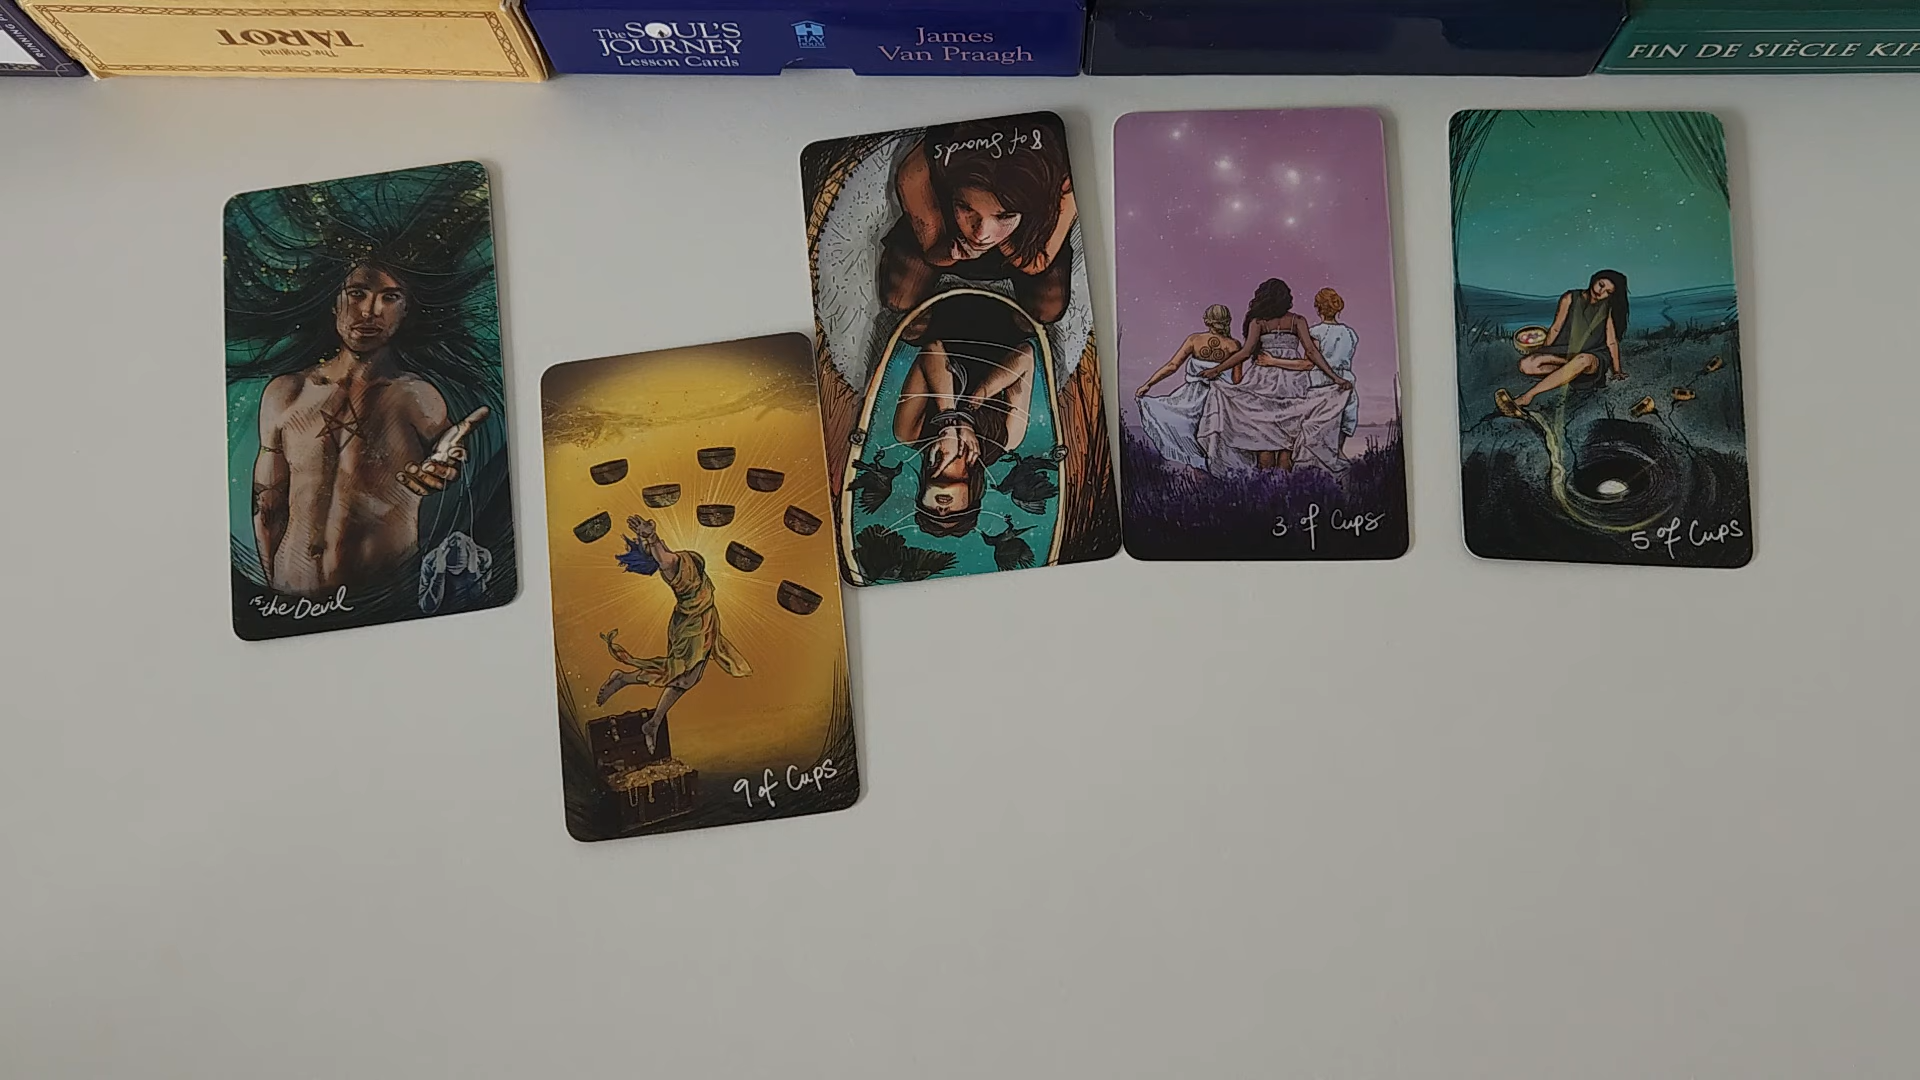 The Original
TAROT
The SOUL'S
JOURNEY
Lesson Cards
HAY
HOUSE
James
Van Praagh
FIN DE SIÈCLE KIP
15 the Devil
9 of Cups
8 of Swords
3 of Cups
5 of Cups